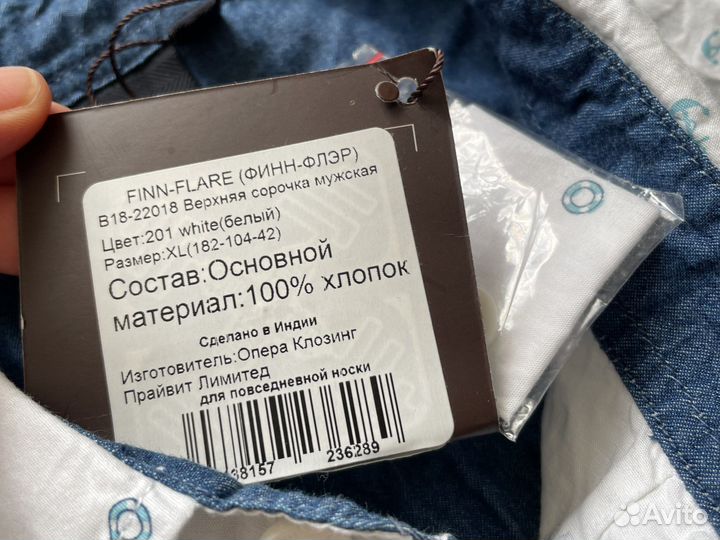 FINN-FLARE (ФИНН-ФЛЭР)
B18-22018 Верхняя сорочка мужская
Цвет:201 white(белый)
Размер:XL(182-104-42)
Состав:Основной
материал:100% хлопок
Сделано в Индии
Изготовитель:Опера Клозинг
Прайвит Лимитед
для повседневной носки
38157 236289
Avito